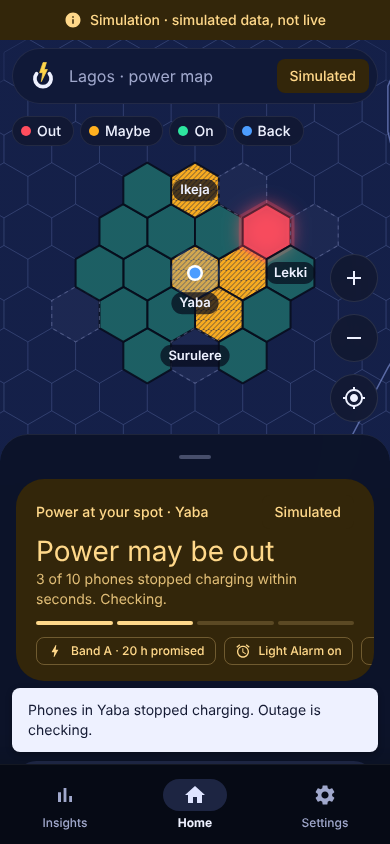 Simulation · simulated data, not live
Lagos · power map
Simulated
Out
Maybe
On
Back
Ikeja
Lekki
Yaba
Surulere
Power at your spot · Yaba
Simulated
Power may be out
3 of 10 phones stopped charging within
seconds. Checking.
Band A · 20 h promised
Light Alarm on
Phones in Yaba stopped charging. Outage is
checking.
Insights
Home
Settings